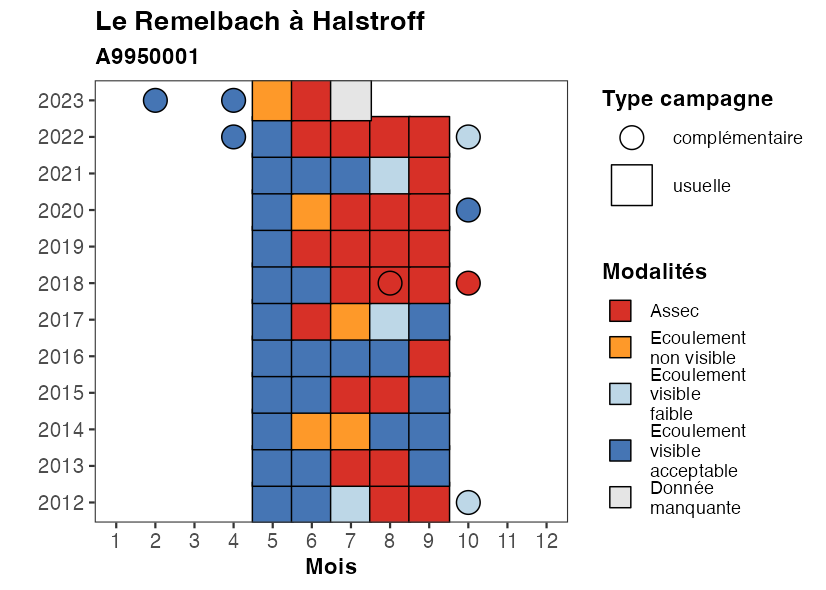 Le Remelbach à Halstroff
A9950001
2023
2022
2021
2020
2019
2018
2017
2016
2015
2014
2013
2012
1 2 3 4 5 6 7 8 9 10 11 12
Mois
Type campagne
complémentaire
usuelle
Modalités
Assec
Ecoulement
non visible
Ecoulement
visible
faible
Ecoulement
visible
acceptable
Donnée
manquante